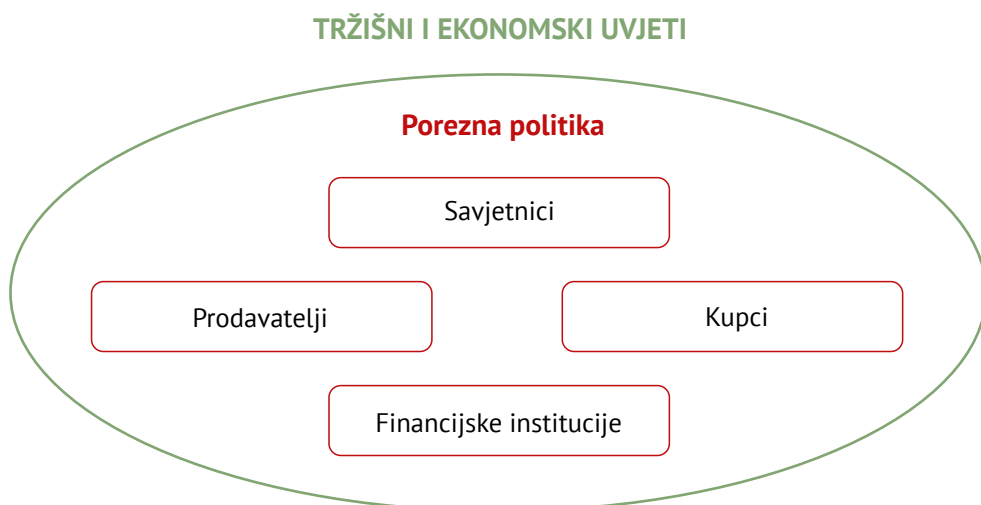 TRŽIŠNI I EKONOMSKI UVJETI
Porezna politika
Savjetnici
Prodavatelji
Kupci
Financijske institucije